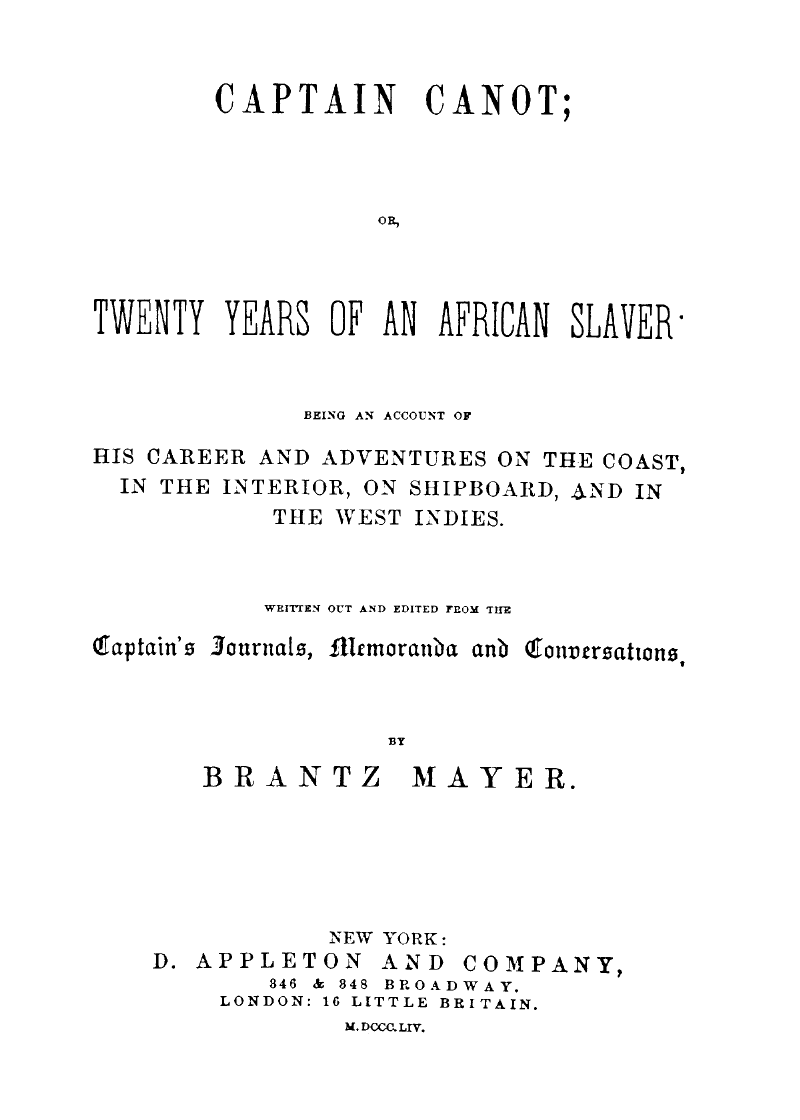 CAPTAIN CANOT;
OR,
TWENTY YEARS OF AN AFRICAN SLAVER·
BEING AN ACCOUNT OF
HIS CAREER AND ADVENTURES ON THE COAST,
IN THE INTERIOR, ON SHIPBOARD, AND IN
THE WEST INDIES.
WRITTEN OUT AND EDITED FROM THE
Captain's Journals, Memoranda and Conversations,
BY
BRANTZ MAYER.
NEW YORK:
D. APPLETON AND COMPANY,
346 & 348 BROADWAY.
LONDON: 16 LITTLE BRITAIN.
M.DCCC.LIV.